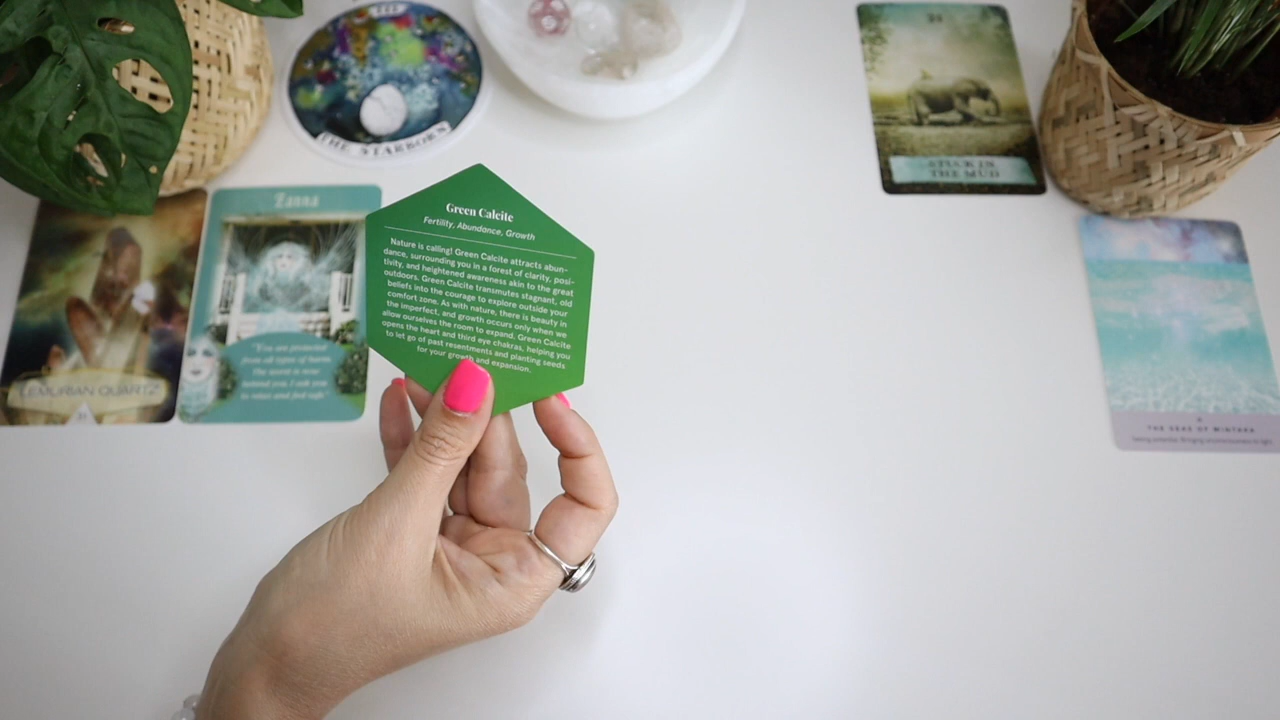 III
THE STARBORN
LEMURIAN QUARTZ
Zanna
"You are protected
from all types of harm.
The worst is now
behind you. I ask you
to relax and feel safe."
Green Calcite
Fertility, Abundance, Growth
Nature is calling! Green Calcite attracts abun-
dance, surrounding you in a forest of clarity, posi-
tivity, and heightened awareness akin to the great
outdoors. Green Calcite transmutes stagnant, old
beliefs into the courage to explore outside your
comfort zone. As with nature, there is beauty in
the imperfect, and growth occurs only when we
allow ourselves the room to expand. Green Calcite
opens the heart and third eye chakras, helping you
to let go of past resentments and planting seeds
for your growth and expansion.
STUCK IN
THE MUD
THE SEAS OF MINTAKA